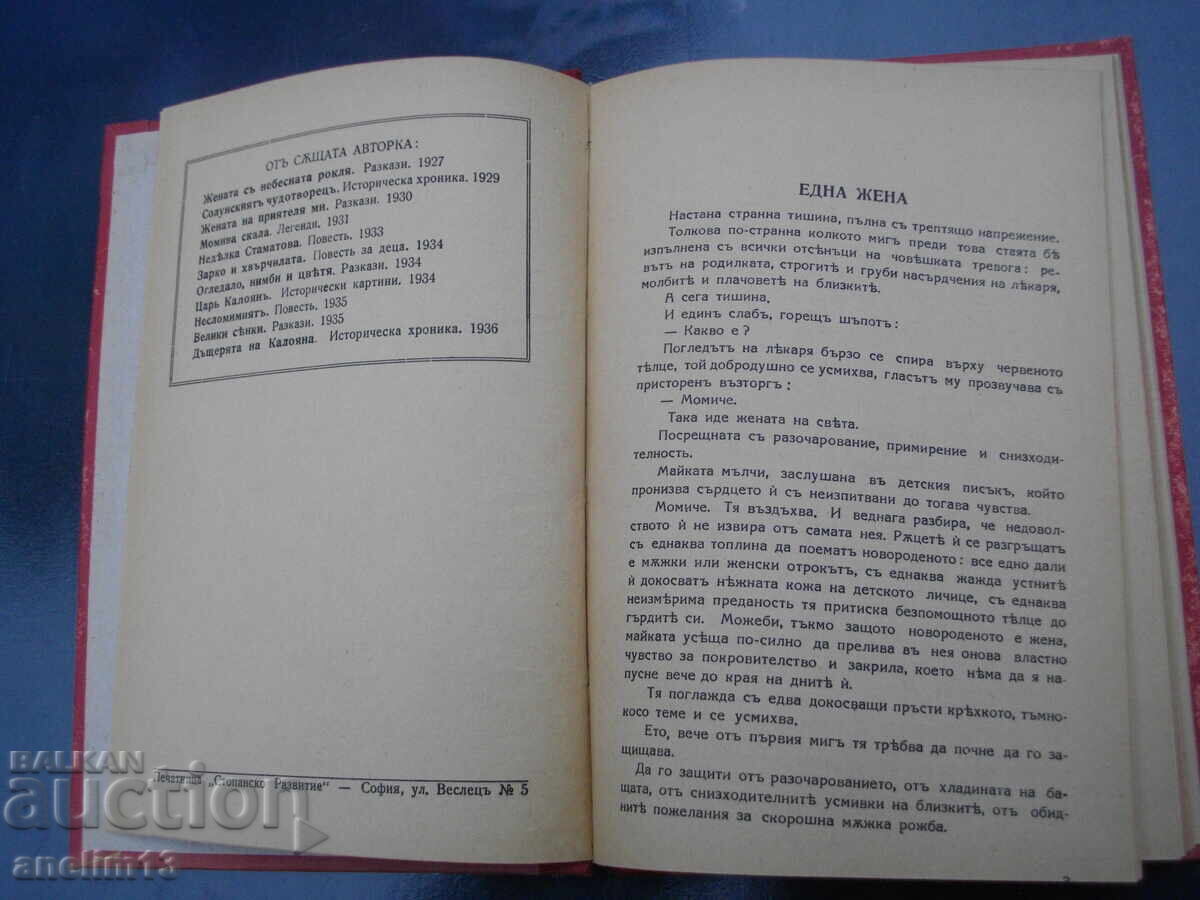 ОТЪ СѪЩАТА АВТОРКА:
Жената съ небесната рокля. Разкази. 1927
Солунскиятъ чудотворецъ. Историческа хроника. 1929
Жената на приятеля ми. Разкази. 1930
Момина скала. Легенди. 1931
Недѣлка Стаматова. Повесть. 1933
Зарко и хвърчилата. Повесть за деца. 1934
Огледало, нимби и цвѣтя. Разкази. 1934
Царь Калоянъ. Исторически картини. 1934
Несломимиятъ. Повесть. 1935
Велики сѣнки. Разкази. 1935
Дъщерята на Калояна. Историческа хроника. 1936
Печатница „Стопанско Развитие“ — София, ул. Веслецъ № 5
ЕДНА ЖЕНА
Настана странна тишина, пълна съ трептящо напрежение.
Толкова по-странна колкото мигъ преди това стаята бѣ
изпълнена съ всички отсѣнъци на човѣшката тревога: ре-
вътъ на родилката, строгитѣ и груби насърдчения на лѣкаря,
молбитѣ и плачоветѣ на близкитѣ.
А сега тишина.
И единъ слабъ, горещъ шъпотъ:
— Какво е?
Погледътъ на лѣкаря бързо се спира върху червеното
тѣлце, той добродушно се усмихва, гласътъ му прозвучава съ
присторенъ възторгъ:
— Момиче.
Така иде жената на свѣта.
Посрещната съ разочарование, примирение и снизходи-
телность.
Майката мълчи, заслушана въ детския писъкъ, който
пронизва сърдцето ѝ съ неизпитвани до тогава чувства.
Момиче. Тя въздъхва. И веднага разбира, че недовол-
ството ѝ не извира отъ самата нея. Рѫцетѣ ѝ се разгръщатъ
съ еднаква топлина да поематъ новороденото: все едно дали
е мѫжки или женски отрокътъ, съ еднаква жажда устнитѣ
ѝ докосватъ нѣжната кожа на детското личице, съ еднаква
неизмѣрима преданость тя притиска безпомощното тѣлце до
гърдитѣ си. Можеби, тъкмо защото новороденото е жена,
майката усѣща по-силно да прелива въ нея онова властно
чувство за покровителство и закрила, което нѣма да я на-
пусне вече до края на днитѣ ѝ.
Тя поглажда съ едва докосващи пръсти крѣхкото, тъмно-
косо теме и се усмихва.
Ето, вече отъ първия мигъ тя трѣбва да почне да го за-
щищава.
Да го защити отъ разочарованието, отъ хладината на ба-
щата, отъ снизходителнитѣ усмивки на близкитѣ, отъ обид-
нитѣ пожелания за скорошна мѫжка рожба.
BALKAN
auction
anelim13